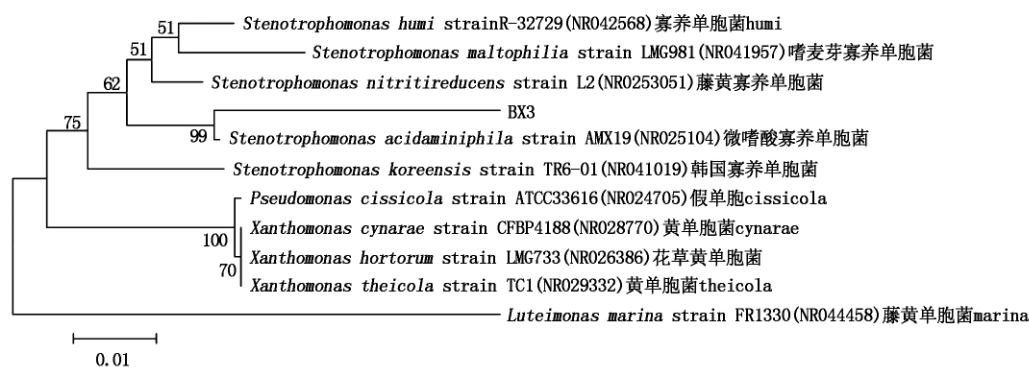 51
Stenotrophomonas humi strainR-32729(NR042568)寡养单胞菌humi
51
Stenotrophomonas maltophilia strain LMG981(NR041957)嗜麦芽寡养单胞菌
62
Stenotrophomonas nitritireducens strain L2(NR0253051)藤黄寡养单胞菌
BX3
75
99
Stenotrophomonas acidaminiphila strain AMX19(NR025104)微嗜酸寡养单胞菌
Stenotrophomonas koreensis strain TR6-01(NR041019)韩国寡养单胞菌
Pseudomonas cissicola strain ATCC33616(NR024705)假单胞cissicola
Xanthomonas cynarae strain CFBP4188(NR028770)黄单胞菌cynarae
100
Xanthomonas hortorum strain LMG733(NR026386)花草黄单胞菌
70
Xanthomonas theicola strain TC1(NR029332)黄单胞菌theicola
Luteimonas marina strain FR1330(NR044458)藤黄单胞菌marina
0.01